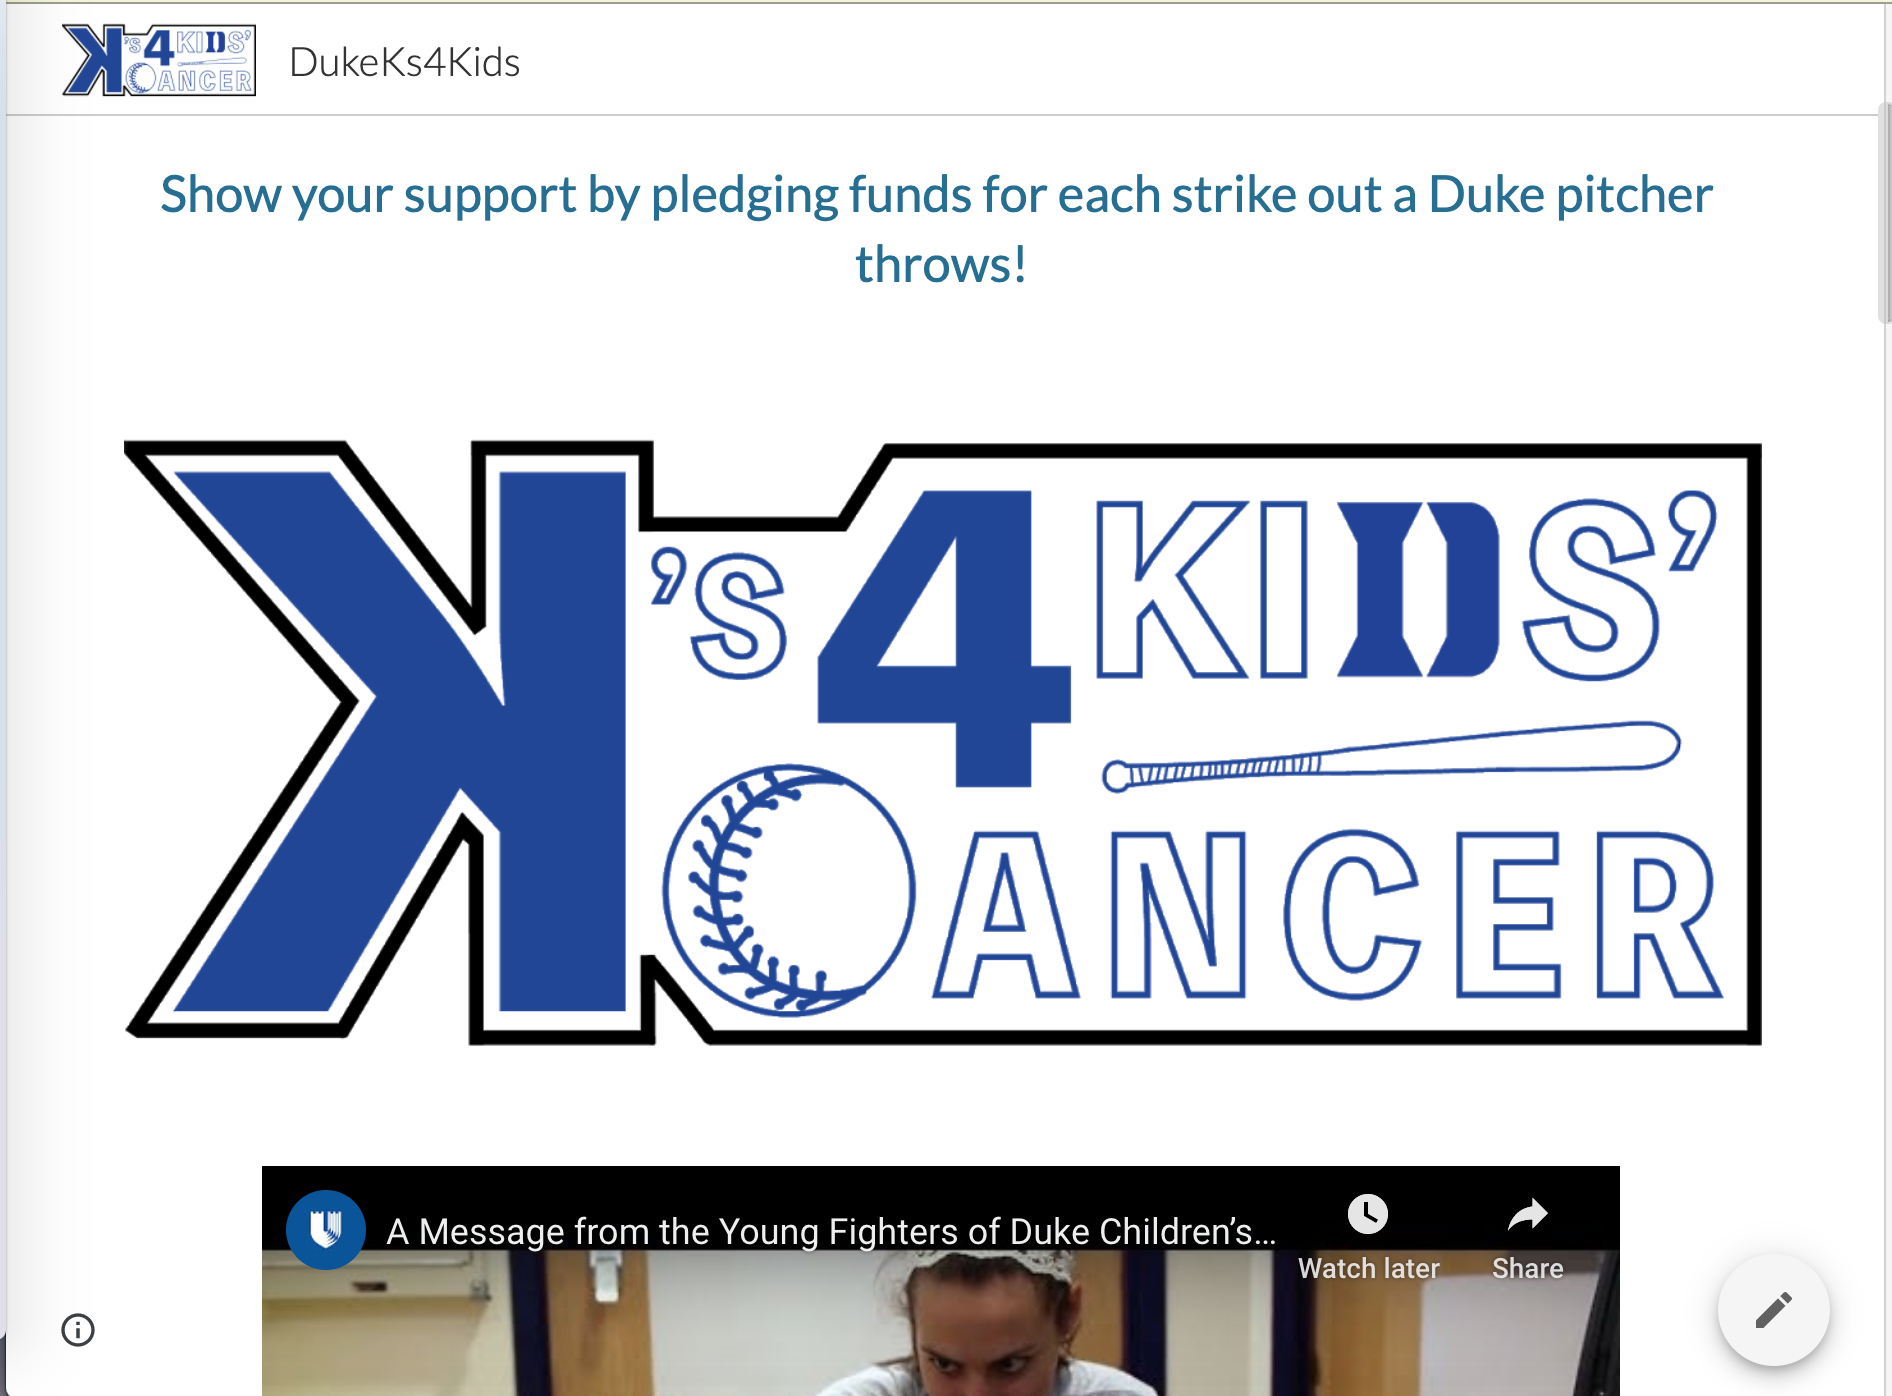 K's 4 KIDS'
CANCER
DukeKs4Kids
Show your support by pledging funds for each strike out a Duke pitcher
throws!
K's 4 KIDS'
CANCER
A Message from the Young Fighters of Duke Children's...
Watch later
Share